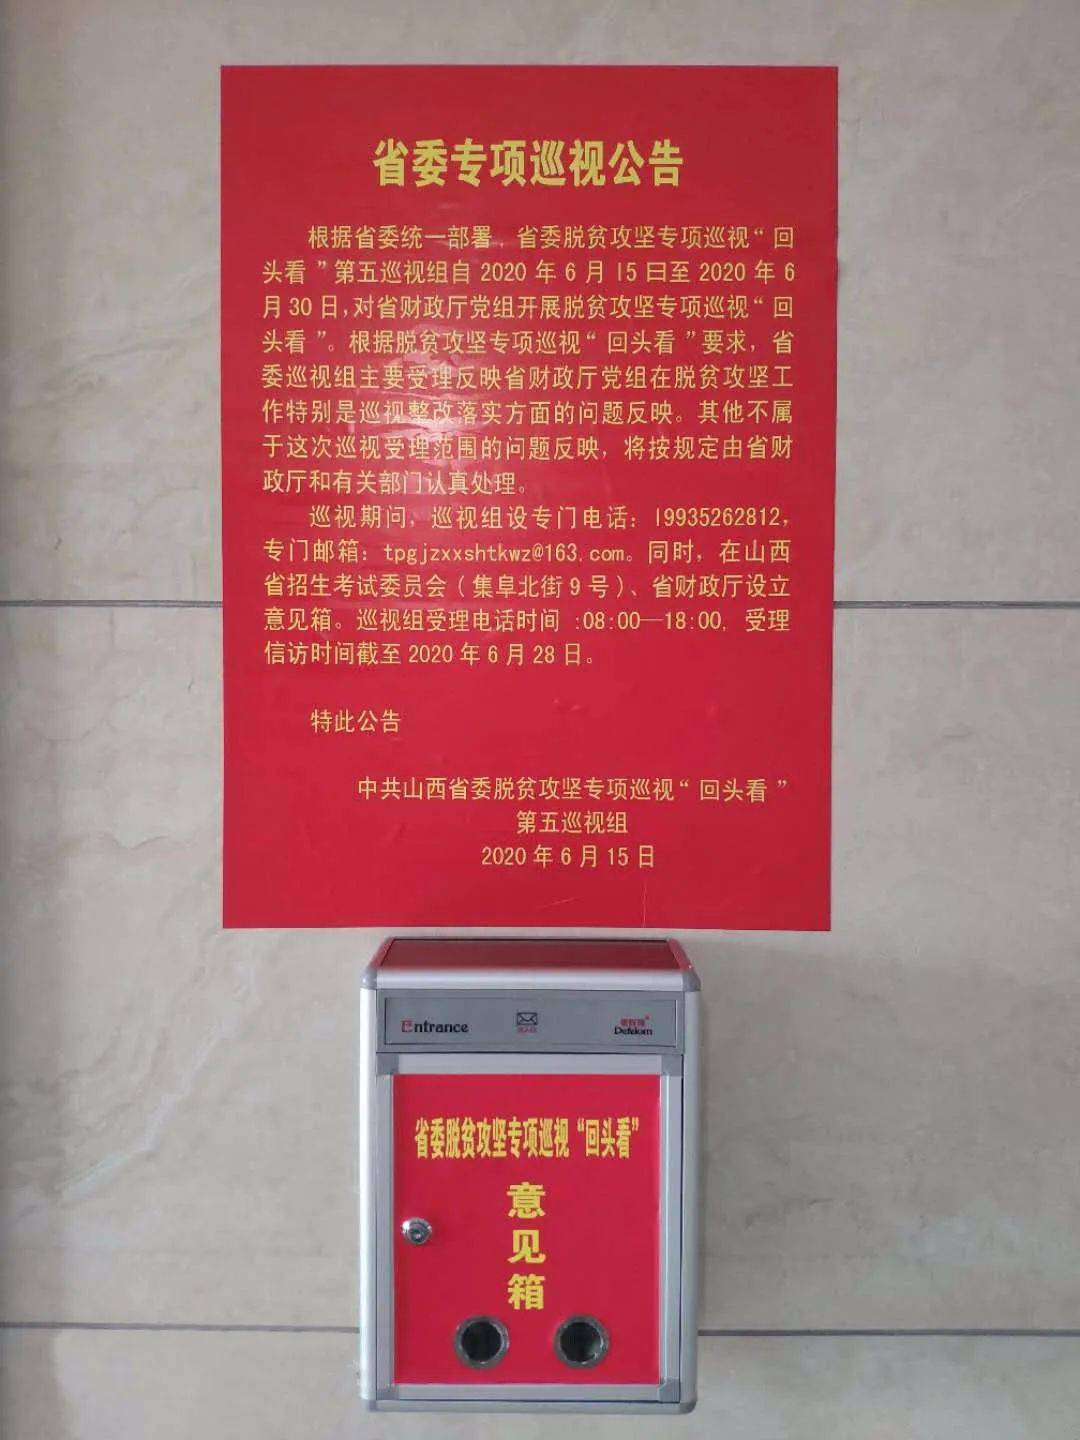 省委专项巡视公告
根据省委统一部署，省委脱贫攻坚专项巡视“回
头看”第五巡视组自 2020 年 6 月 15 日至 2020 年 6
月 30 日，对省财政厅党组开展脱贫攻坚专项巡视“回
头看”。根据脱贫攻坚专项巡视“回头看”要求，省
委巡视组主要受理反映省财政厅党组在脱贫攻坚工
作特别是巡视整改落实方面的问题反映。其他不属
于这次巡视受理范围的问题反映，将按规定由省财
政厅和有关部门认真处理。
巡视期间，巡视组设专门电话：19935262812，
专门邮箱：tpgjzxxshtkwz@163.com。同时，在山西
省招生考试委员会（集阜北街 9 号）、省财政厅设立
意见箱。巡视组受理电话时间 :08:00—18:00, 受理
信访时间截至 2020 年 6 月 28 日。
特此公告
中共山西省委脱贫攻坚专项巡视“回头看”
第五巡视组
2020 年 6 月 15 日
Entrance
Defdom
省委脱贫攻坚专项巡视“回头看”
意
见
箱